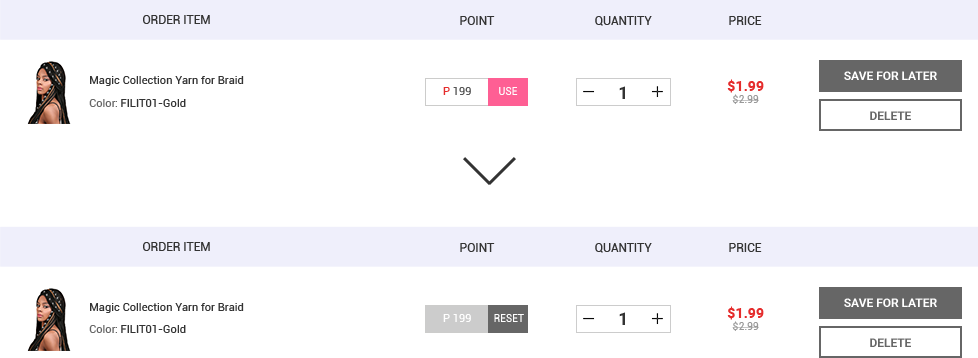 ORDER ITEM POINT QUANTITY PRICE
Magic Collection Yarn for Braid
Color: FILIT01-Gold
P 199 USE
1
$1.99
$2.99
SAVE FOR LATER
DELETE
ORDER ITEM POINT QUANTITY PRICE
Magic Collection Yarn for Braid
Color: FILIT01-Gold
P 199 RESET
1
$1.99
$2.99
SAVE FOR LATER
DELETE